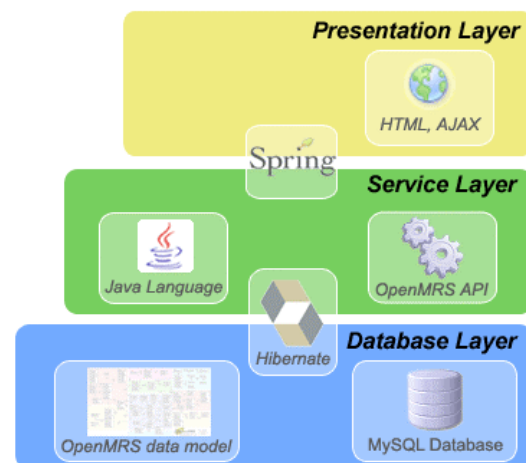 Presentation Layer
HTML, AJAX
Spring
Service Layer
Java Language
OpenMRS API
Hibernate
Database Layer
OpenMRS data model
MySQL Database